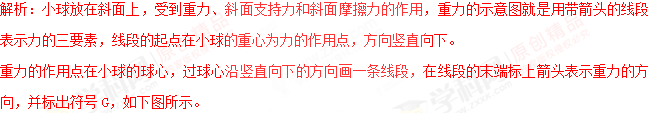 解析：小球放在斜面上，受到重力、斜面支持力和斜面摩擦力的作用，重力的示意图就是用带箭头的线段
表示力的三要素，线段的起点在小球的重心为力的作用点，方向竖直向下。
重力的作用点在小球的球心，过球心沿竖直向下的方向画一条线段，在线段的末端标上箭头表示重力的方
向，并标出符号 G，如下图所示。